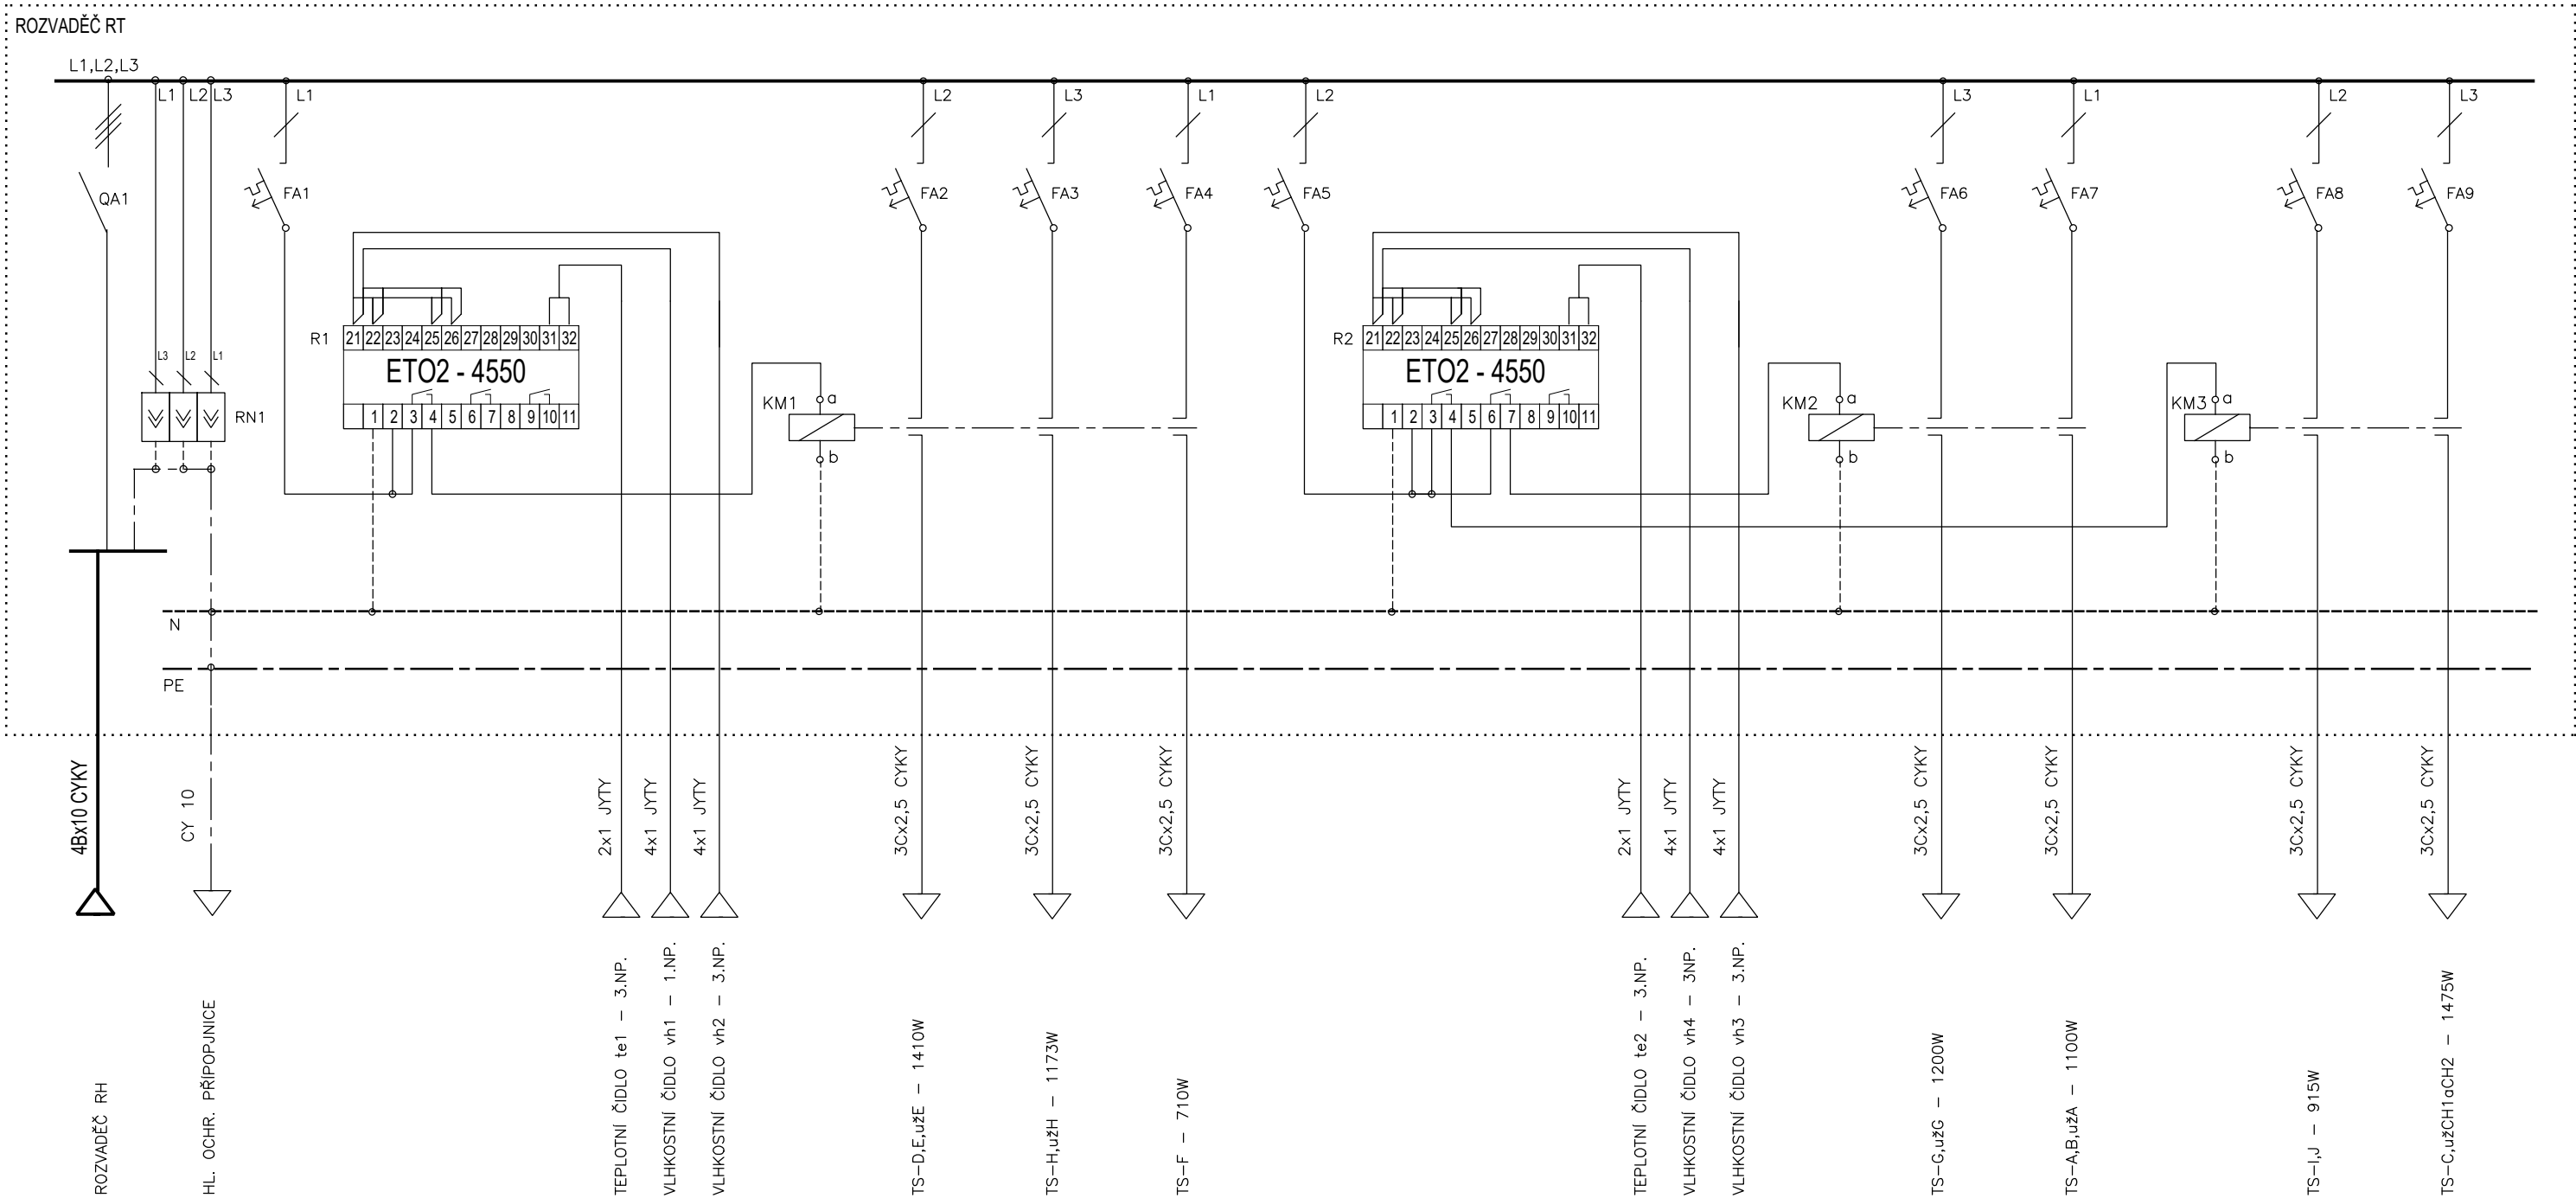 ROZVADĚČ RT
L1,L2,L3
L1
L2
L3
L1
L2
L3
L1
L2
L3
L1
L2
L3
QA1
FA1
FA2
FA3
FA4
FA5
FA6
FA7
FA8
FA9
L3
L2
L1
RN1
R1
21 22 23 24 25 26 27 28 29 30 31 32
ETO2 - 4550
1 2 3 4 5 6 7 8 9 10 11
KM1
a
b
R2
21 22 23 24 25 26 27 28 29 30 31 32
ETO2 - 4550
1 2 3 4 5 6 7 8 9 10 11
KM2
a
b
KM3
a
b
N
PE
4Bx10 CYKY
CY 10
2x1 JYTY
4x1 JYTY
4x1 JYTY
3Cx2,5 CYKY
3Cx2,5 CYKY
3Cx2,5 CYKY
2x1 JYTY
4x1 JYTY
4x1 JYTY
3Cx2,5 CYKY
3Cx2,5 CYKY
3Cx2,5 CYKY
3Cx2,5 CYKY
ROZVADĚČ RH
HL. OCHR. PŘÍPOPJNICE
TEPLOTNÍ ČIDLO te1 - 3.NP.
VLHKOSTNÍ ČIDLO vh1 - 1.NP.
VLHKOSTNÍ ČIDLO vh2 - 3.NP.
TS-D,E,užE - 1410W
TS-H,užH - 1173W
TS-F - 710W
TEPLOTNÍ ČIDLO te2 - 3.NP.
VLHKOSTNÍ ČIDLO vh4 - 3NP.
VLHKOSTNÍ ČIDLO vh3 - 3.NP.
TS-G,užG - 1200W
TS-A,B,užA - 1100W
TS-I,J - 915W
TS-C,užCH1aCH2 - 1475W